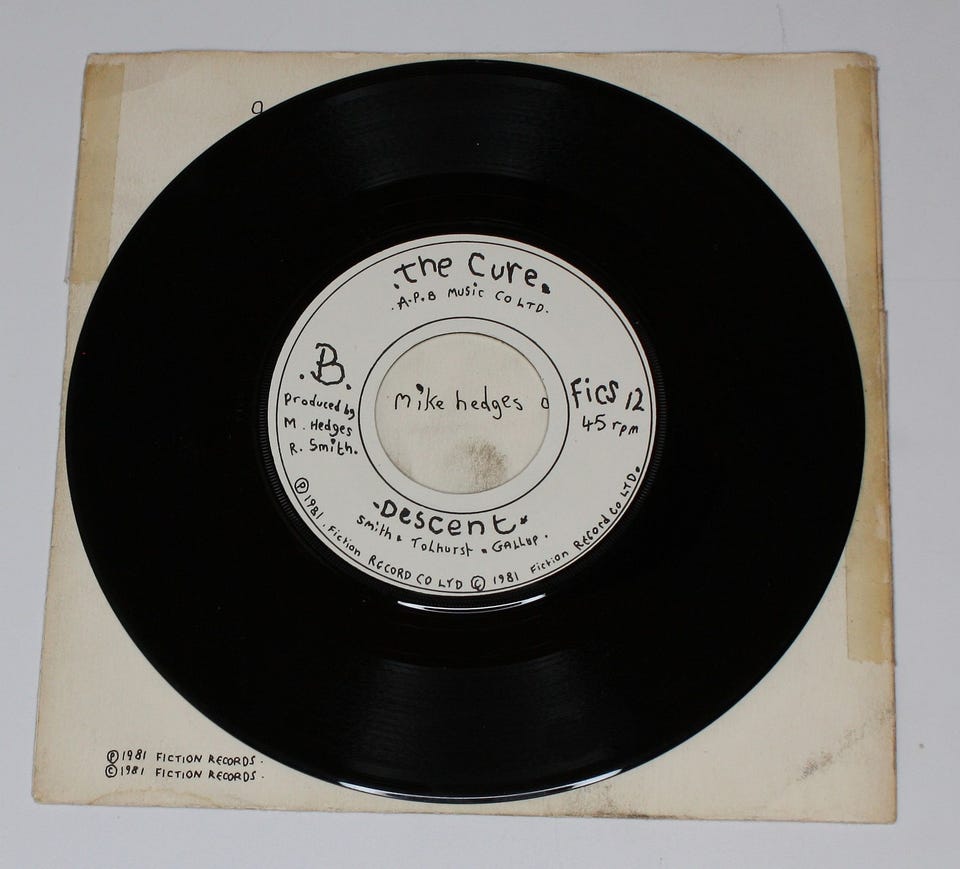 .the Cure.
.A.P.B Music Co LTD.
.B.
Produced by
M. Hedges
R. Smith.
mike hedges
FICS 12
45 rpm
-Descent.
Smith. Tolhurst. Gallup.
Ⓟ 1981. Fiction RECORD CO LTD © 1981 Fiction Record Co LTD.
Ⓟ1981 FICTION RECORDS.
©1981 FICTION RECORDS.